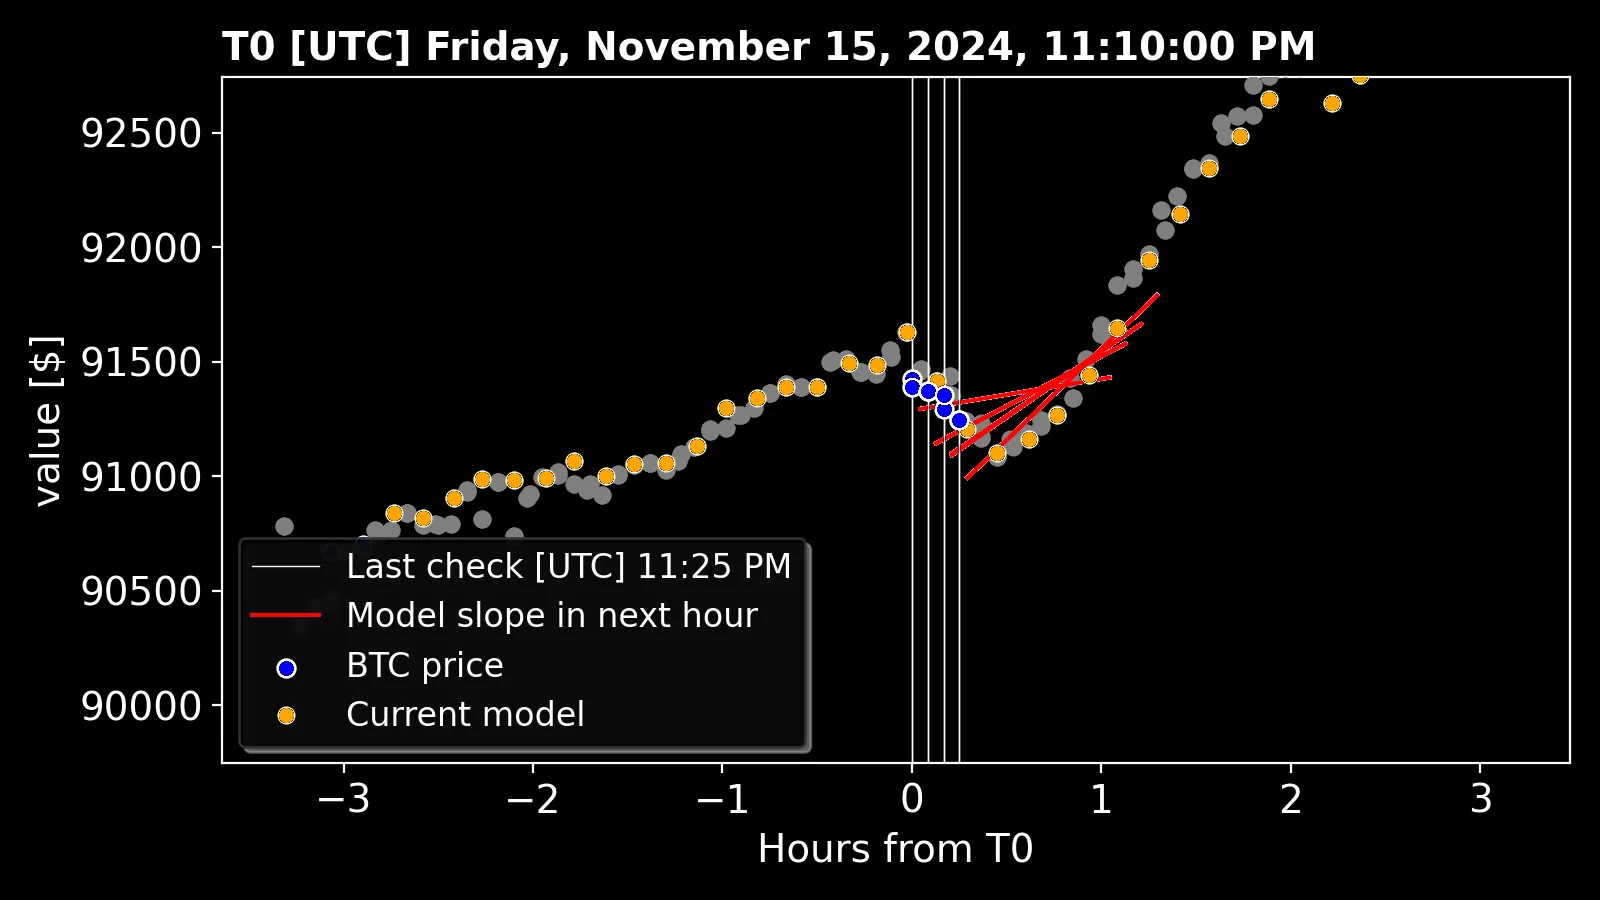 T0 [UTC] Friday, November 15, 2024, 11:10:00 PM
92500
92000
91500
91000
90500
90000
value [$]
Last check [UTC] 11:25 PM
Model slope in next hour
BTC price
Current model
−3
−2
−1
0
1
2
3
Hours from T0